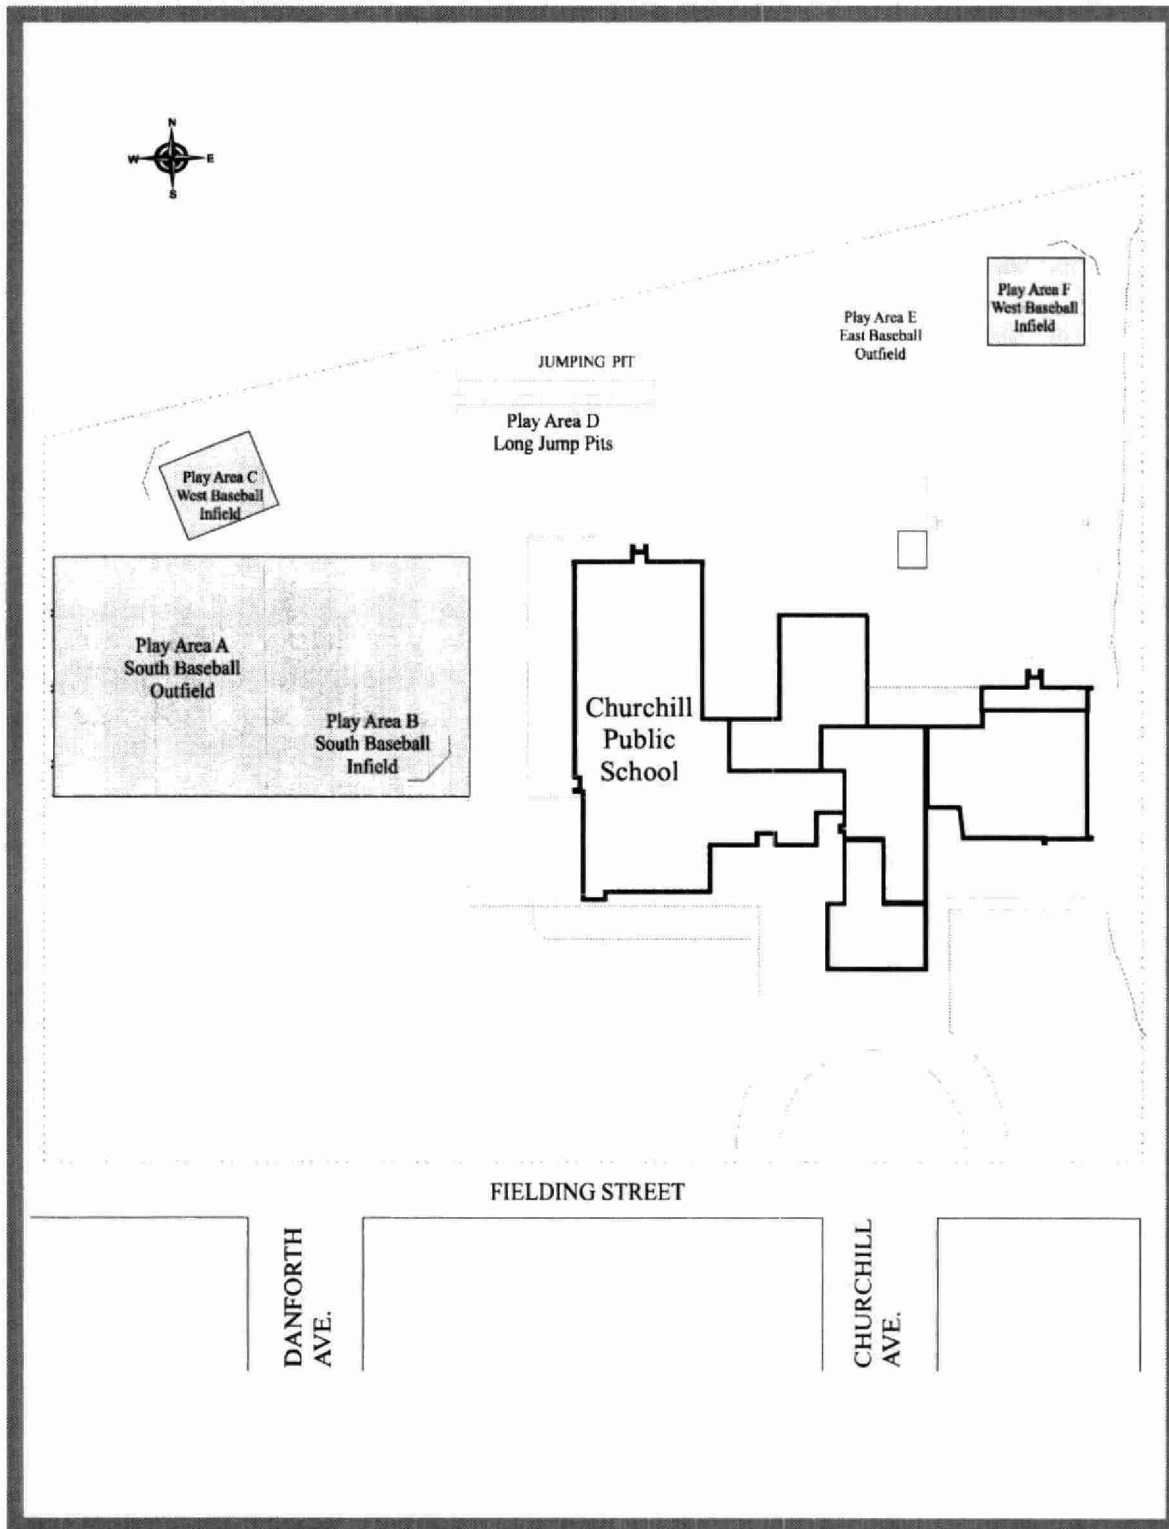 N
W E
S
Play Area F
West Baseball
Infield
Play Area E
East Baseball
Outfield
JUMPING PIT
Play Area D
Long Jump Pits
Play Area C
West Baseball
Infield
Play Area A
South Baseball
Outfield
Play Area B
South Baseball
Infield
Churchill
Public
School
FIELDING STREET
DANFORTH
AVE.
CHURCHILL
AVE.